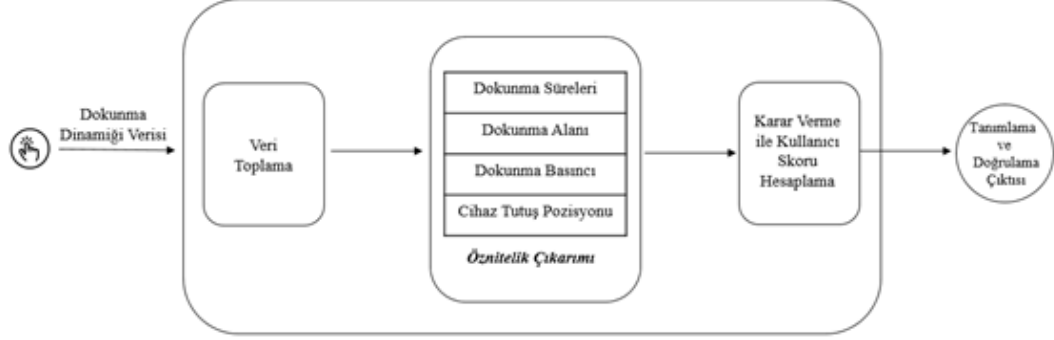 Dokunma
Dinamiği Verisi
Veri
Toplama
Dokunma Süreleri
Dokunma Alanı
Dokunma Basıncı
Cihaz Tutuş Pozisyonu
Öznitelik Çıkarımı
Karar Verme
ile Kullanıcı
Skoru
Hesaplama
Tanımlama
ve
Doğrulama
Çıktısı